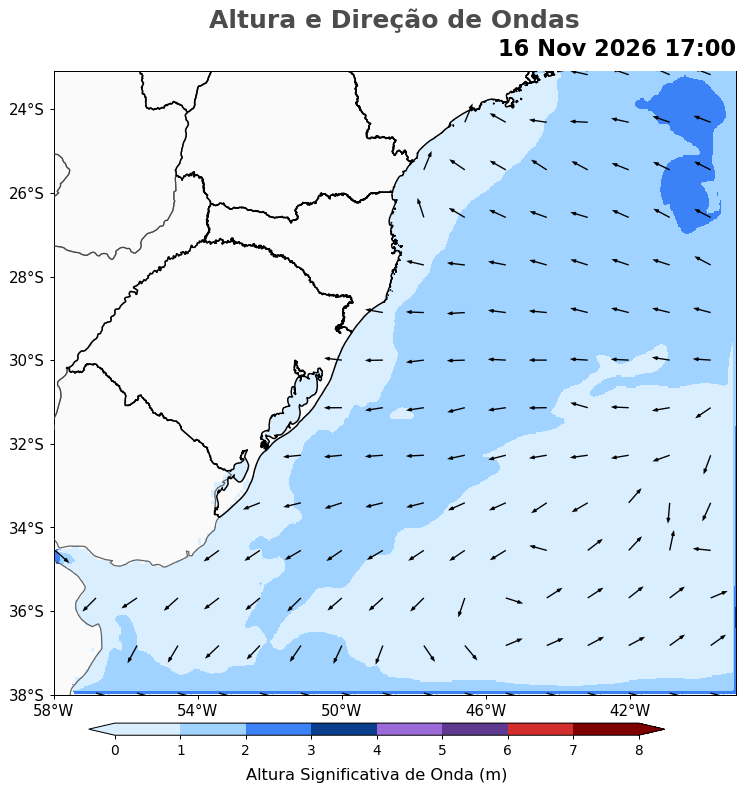 Altura e Direção de Ondas
16 Nov 2026 17:00
24°S
26°S
28°S
30°S
32°S
34°S
36°S
38°S
58°W 54°W 50°W 46°W 42°W
0 1 2 3 4 5 6 7 8
Altura Significativa de Onda (m)